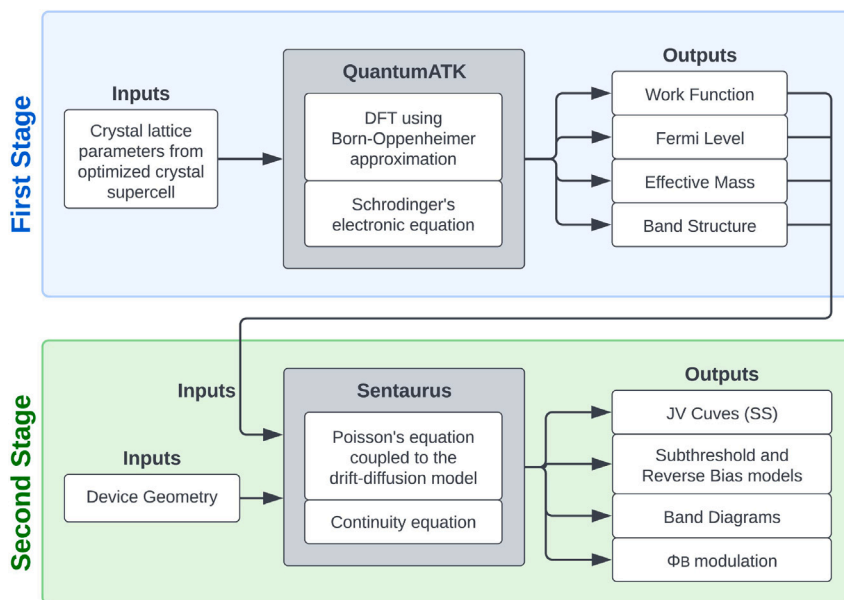 First Stage
Inputs
Crystal lattice
parameters from
optimized crystal
supercell
QuantumATK
DFT using
Born-Oppenheimer
approximation
Schrodinger's
electronic equation
Outputs
Work Function
Fermi Level
Effective Mass
Band Structure
Second Stage
Inputs
Inputs
Device Geometry
Sentaurus
Poisson's equation
coupled to the
drift-diffusion model
Continuity equation
Outputs
JV Cuves (SS)
Subthreshold and
Reverse Bias models
Band Diagrams
ΦB modulation